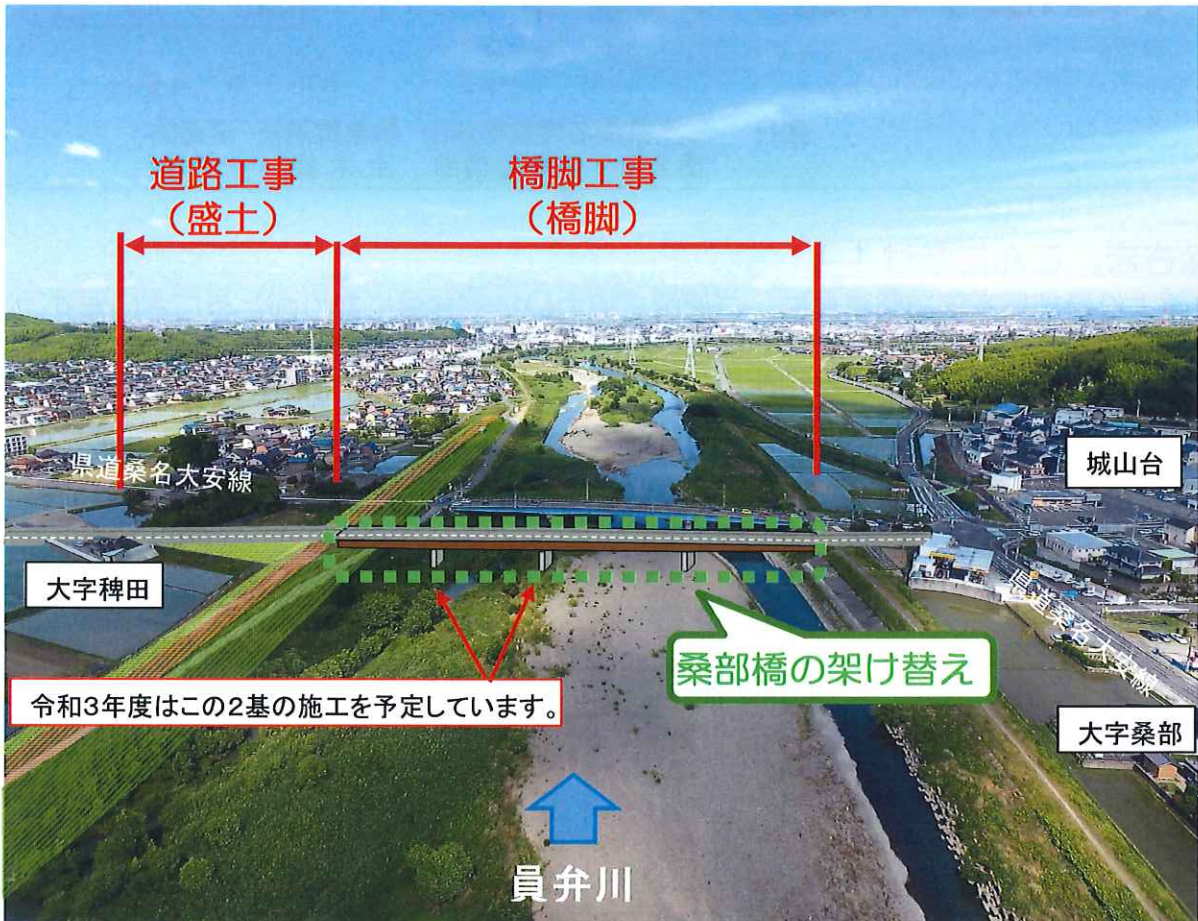 道路工事
（盛土）
橋脚工事
（橋脚）
県道桑名大安線
城山台
大字稗田
桑部橋の架け替え
県道桑名大安線
令和3年度はこの2基の施工を予定しています。
大字桑部
員弁川